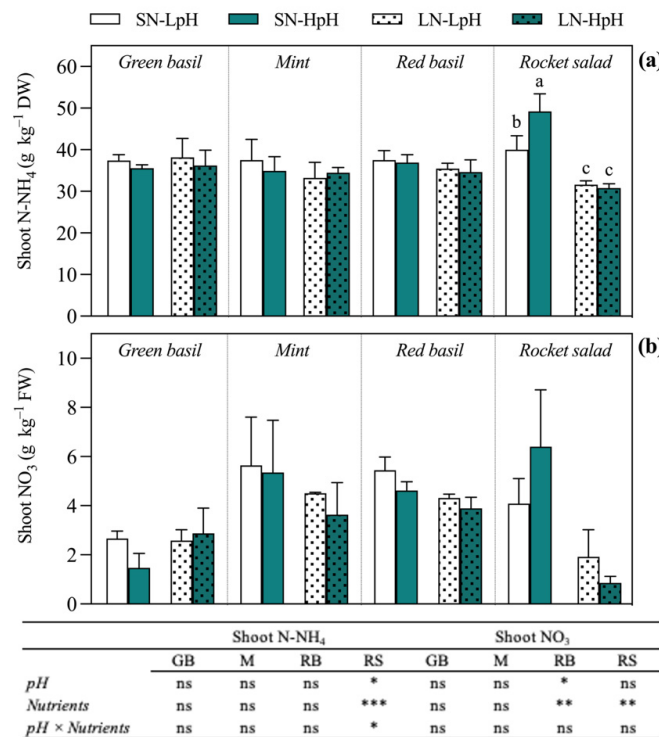 SN-LpH SN-HpH LN-LpH LN-HpH
Green basil Mint Red basil Rocket salad (a)
Shoot N-NH₄ (g kg⁻¹ DW)
60
50
40
30
20
10
0
b a c c
Green basil Mint Red basil Rocket salad (b)
Shoot NO₃ (g kg⁻¹ FW)
10
8
6
4
2
0
Shoot N-NH₄ Shoot NO₃
GB M RB RS GB M RB RS
pH ns ns ns * ns ns * ns
Nutrients ns ns ns *** ns ns ** **
pH × Nutrients ns ns ns * ns ns ns ns